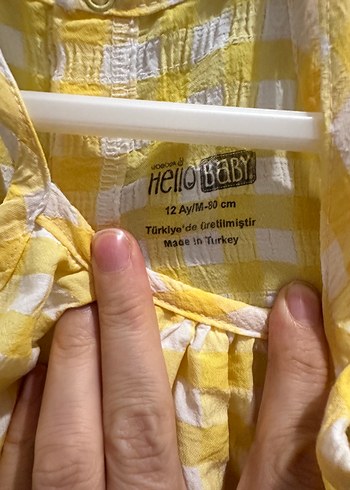 Hello BaBY
12 Ay/M-80 cm
Türkiye'de üretilmiştir
Made in Turkey